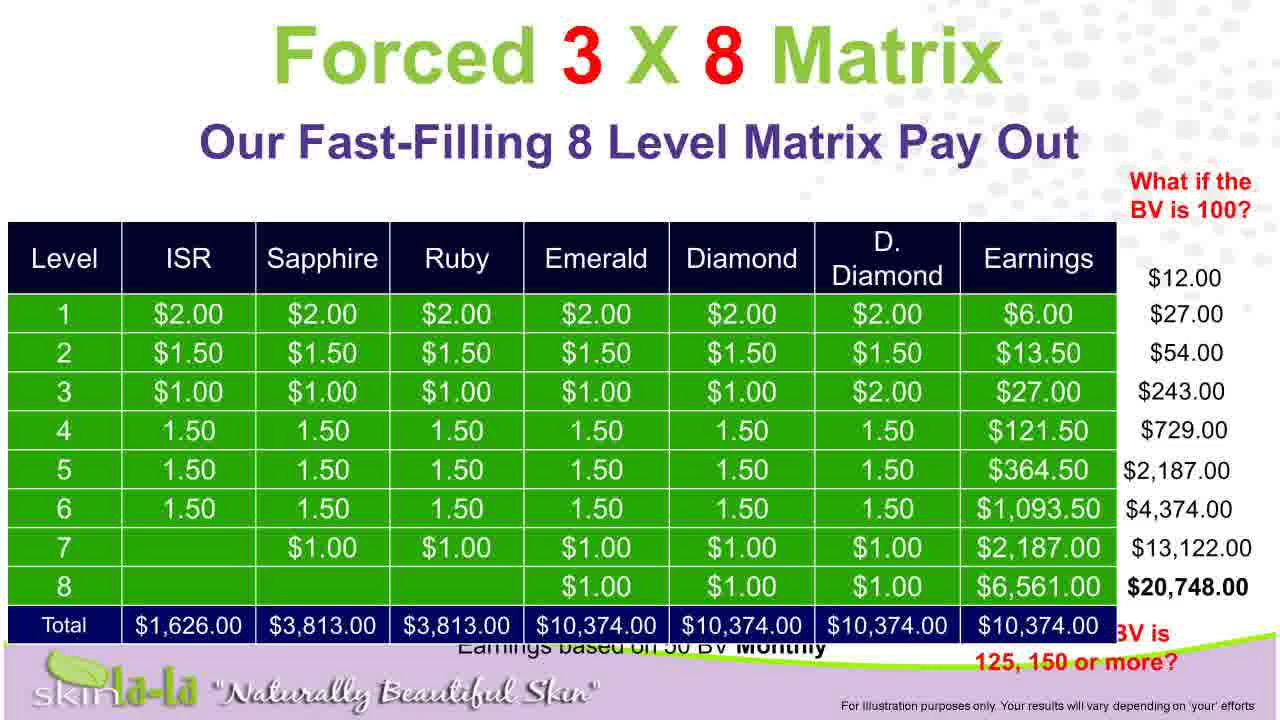 Forced 3 X 8 Matrix
Our Fast-Filling 8 Level Matrix Pay Out
What if the
BV is 100?
Level ISR Sapphire Ruby Emerald Diamond D. Diamond Earnings
$12.00
1 $2.00 $2.00 $2.00 $2.00 $2.00 $2.00 $6.00 $27.00
2 $1.50 $1.50 $1.50 $1.50 $1.50 $1.50 $13.50 $54.00
3 $1.00 $1.00 $1.00 $1.00 $1.00 $2.00 $27.00 $243.00
4 1.50 1.50 1.50 1.50 1.50 1.50 $121.50 $729.00
5 1.50 1.50 1.50 1.50 1.50 1.50 $364.50 $2,187.00
6 1.50 1.50 1.50 1.50 1.50 1.50 $1,093.50 $4,374.00
7 $1.00 $1.00 $1.00 $1.00 $1.00 $2,187.00 $13,122.00
8 $1.00 $1.00 $1.00 $6,561.00 $20,748.00
Total $1,626.00 $3,813.00 $3,813.00 $10,374.00 $10,374.00 $10,374.00 $10,374.00
BV is
Earnings based on 50 BV Monthly
125, 150 or more?
skin la-la "Naturally Beautiful Skin"
For Illustration purposes only. Your results will vary depending on 'your' efforts